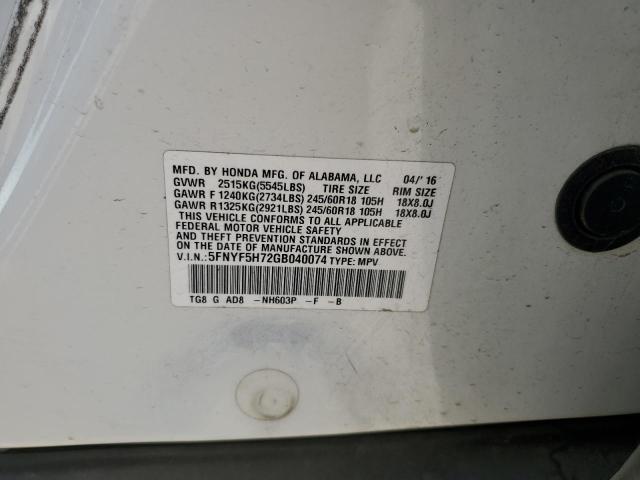 MFD. BY HONDA MFG. OF ALABAMA, LLC 04/'16
GVWR 2515KG(5545LBS) TIRE SIZE RIM SIZE
GAWR F 1240KG(2734LBS) 245/60R18 105H 18X8.0J
GAWR R1325KG(2921LBS) 245/60R18 105H 18X8.0J
THIS VEHICLE CONFORMS TO ALL APPLICABLE
FEDERAL MOTOR VEHICLE SAFETY
AND THEFT PREVENTION STANDARDS IN EFFECT
ON THE DATE OF MANUFACTURE SHOWN ABOVE.
V.I.N.:5FNYF5H72GB040074 TYPE: MPV
TG8 G AD8 -NH603P -F -B